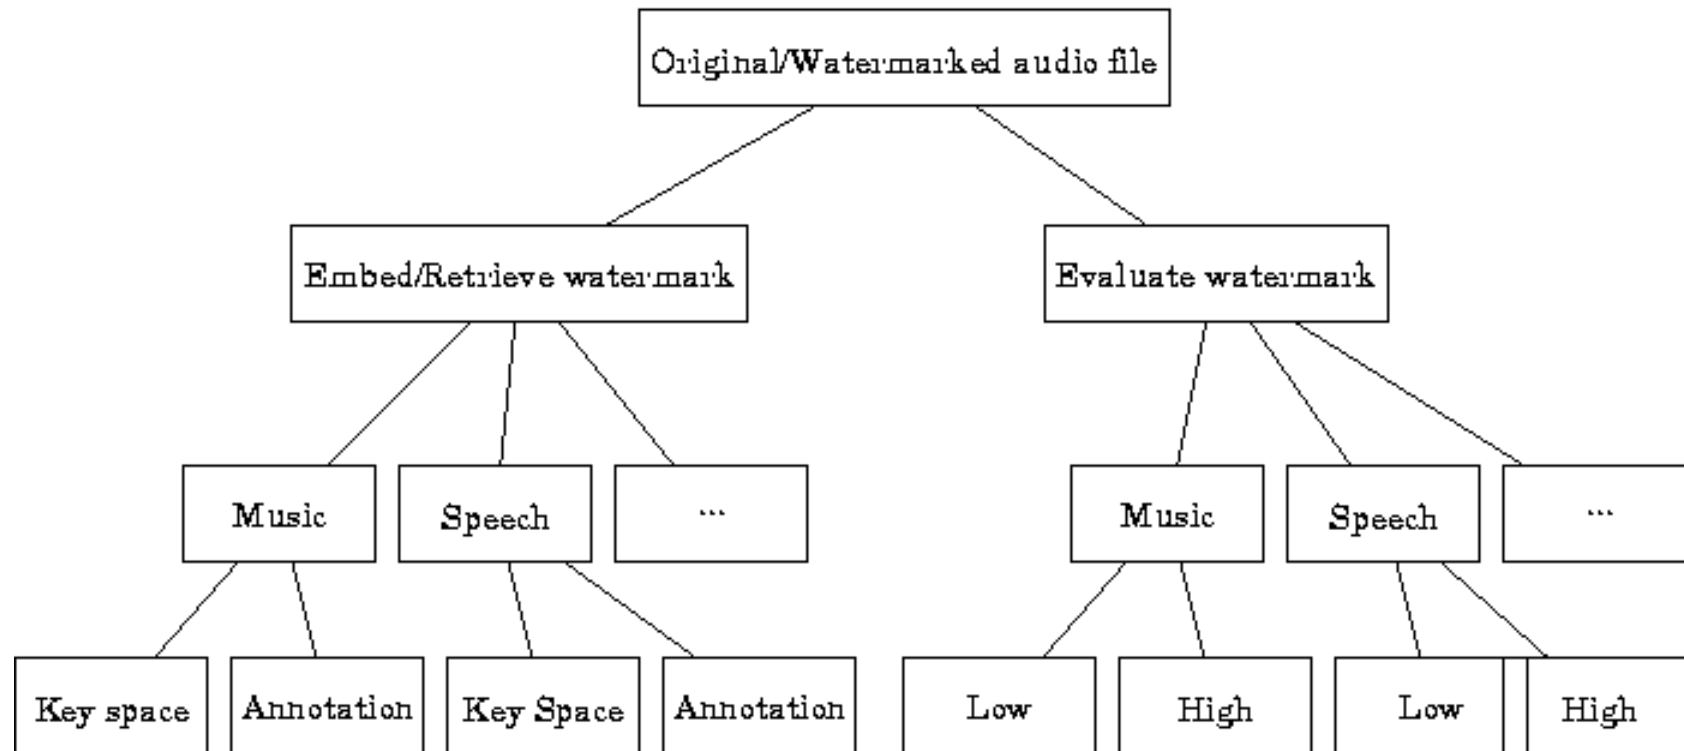 Original/Watermarked audio file
Embed/Retrieve watermark
Evaluate watermark
Music
Speech
...
Music
Speech
...
Key space
Annotation
Key Space
Annotation
Low
High
Low
High